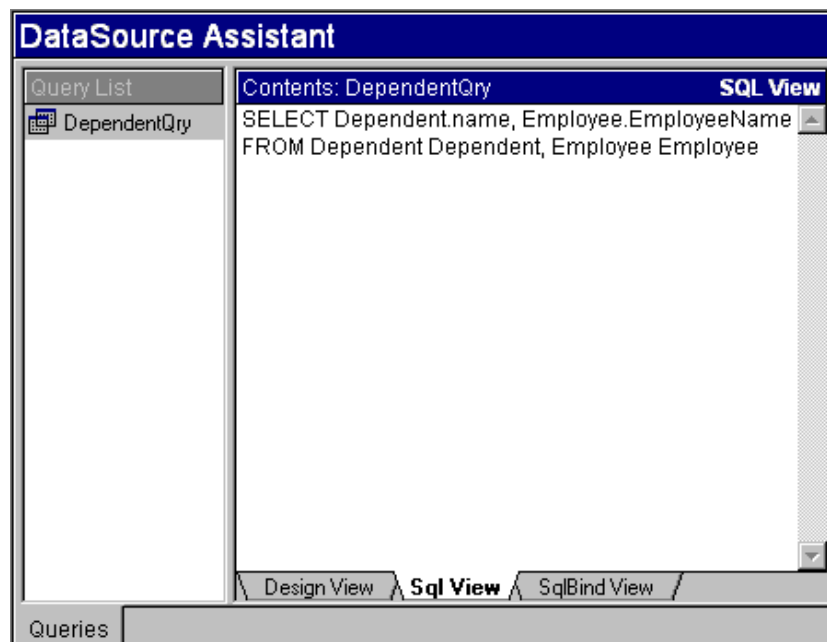 DataSource Assistant
Query List
DependentQry
Contents: DependentQry SQL View
SELECT Dependent.name, Employee.EmployeeName
FROM Dependent Dependent, Employee Employee
Design View Sql View SqlBind View
Queries